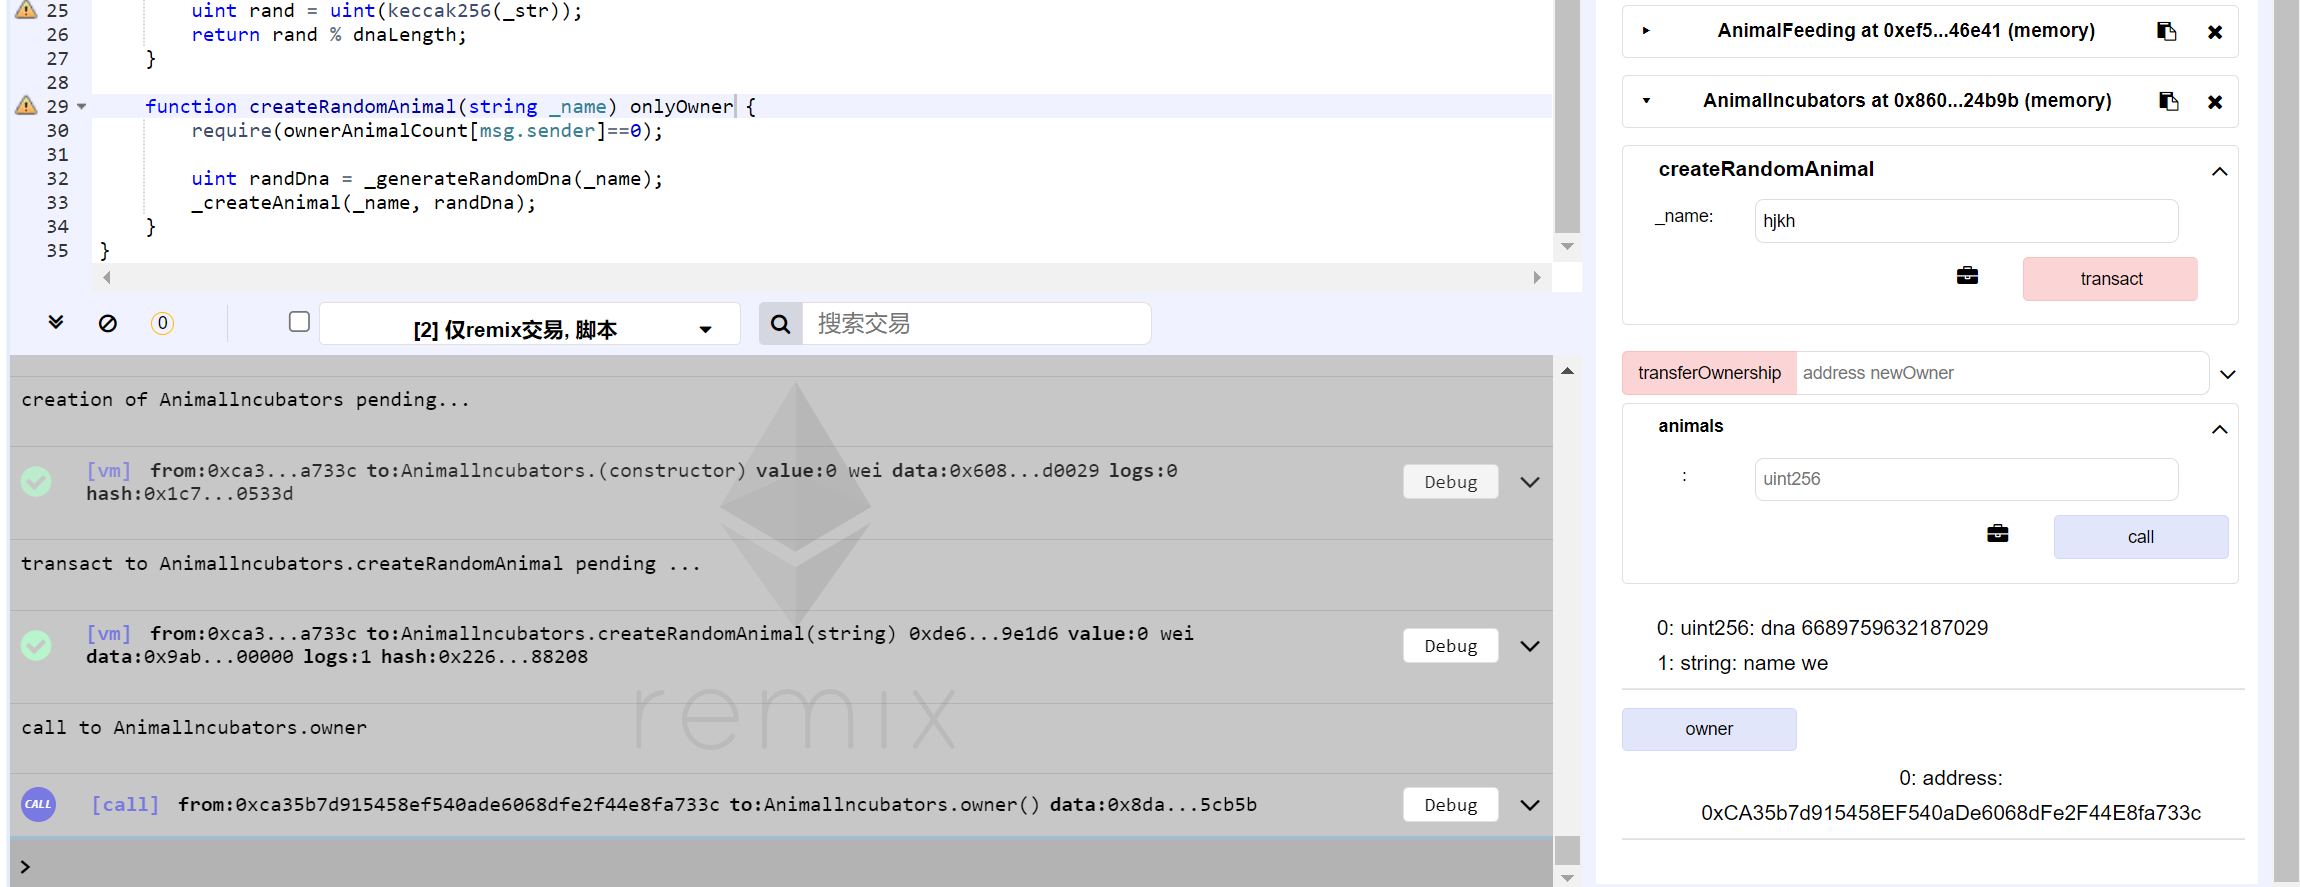 25 uint rand = uint(keccak256(_str));
26 return rand % dnaLength;
27 }
28
29 function createRandomAnimal(string _name) onlyOwner {
30 require(ownerAnimalCount[msg.sender]==0);
31
32 uint randDna = _generateRandomDna(_name);
33 _createAnimal(_name, randDna);
34 }
35 }
0
[2] 仅remix交易, 脚本
搜索交易
creation of AnimalIncubators pending...
[vm] from:0xca3...a733c to:AnimalIncubators.(constructor) value:0 wei data:0x608...d0029 logs:0
hash:0x1c7...0533d
Debug
transact to AnimalIncubators.createRandomAnimal pending ...
[vm] from:0xca3...a733c to:AnimalIncubators.createRandomAnimal(string) 0xde6...9e1d6 value:0 wei
data:0x9ab...00000 logs:1 hash:0x226...88208
Debug
remix
call to AnimalIncubators.owner
CALL [call] from:0xca35b7d915458ef540ade6068dfe2f44e8fa733c to:AnimalIncubators.owner() data:0x8da...5cb5b
Debug
>
AnimalFeeding at 0xef5...46e41 (memory)
AnimalIncubators at 0x860...24b9b (memory)
createRandomAnimal
_name: hjkh
transact
transferOwnership address newOwner
animals
: uint256
call
0: uint256: dna 6689759632187029
1: string: name we
owner
0: address:
0xCA35b7d915458EF540aDe6068dFe2F44E8fa733c